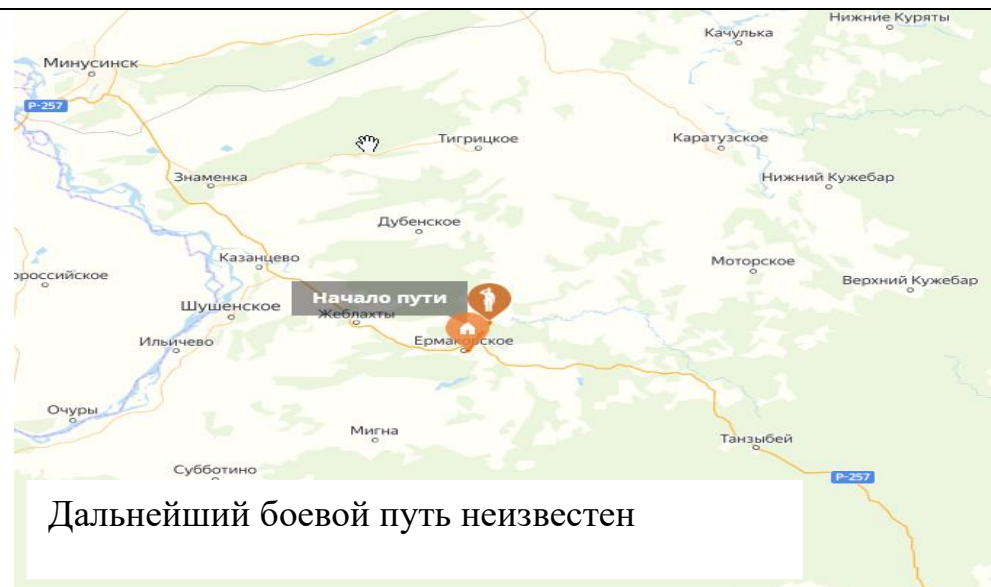 Нижние Куряты
Качулька
Минусинск
Р-257
Тигрицкое
Каратузское
Знаменка
Нижний Кужебар
Дубенское
Казанцево
Моторское
ороссийское
Верхний Кужебар
Начало пути
Шушенское
Жеблахты
Ильичево
Ермаковское
Очуры
Мигна
Танзыбей
Субботино
Р-257
Дальнейший боевой путь неизвестен